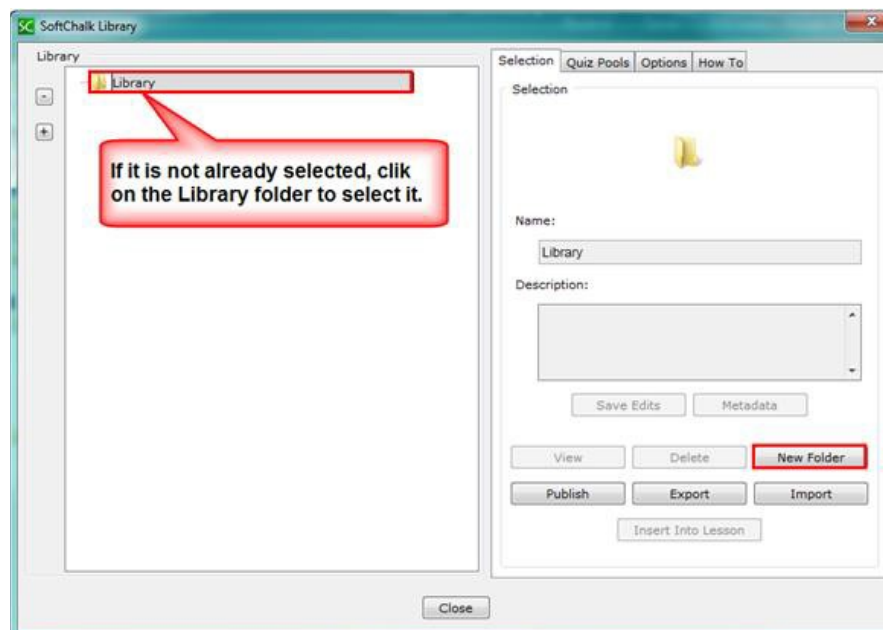 SC SoftChalk Library
Library
Library
If it is not already selected, clik
on the Library folder to select it.
Selection Quiz Pools Options How To
Selection
Name:
Library
Description:
Save Edits Metadata
View Delete New Folder
Publish Export Import
Insert Into Lesson
Close